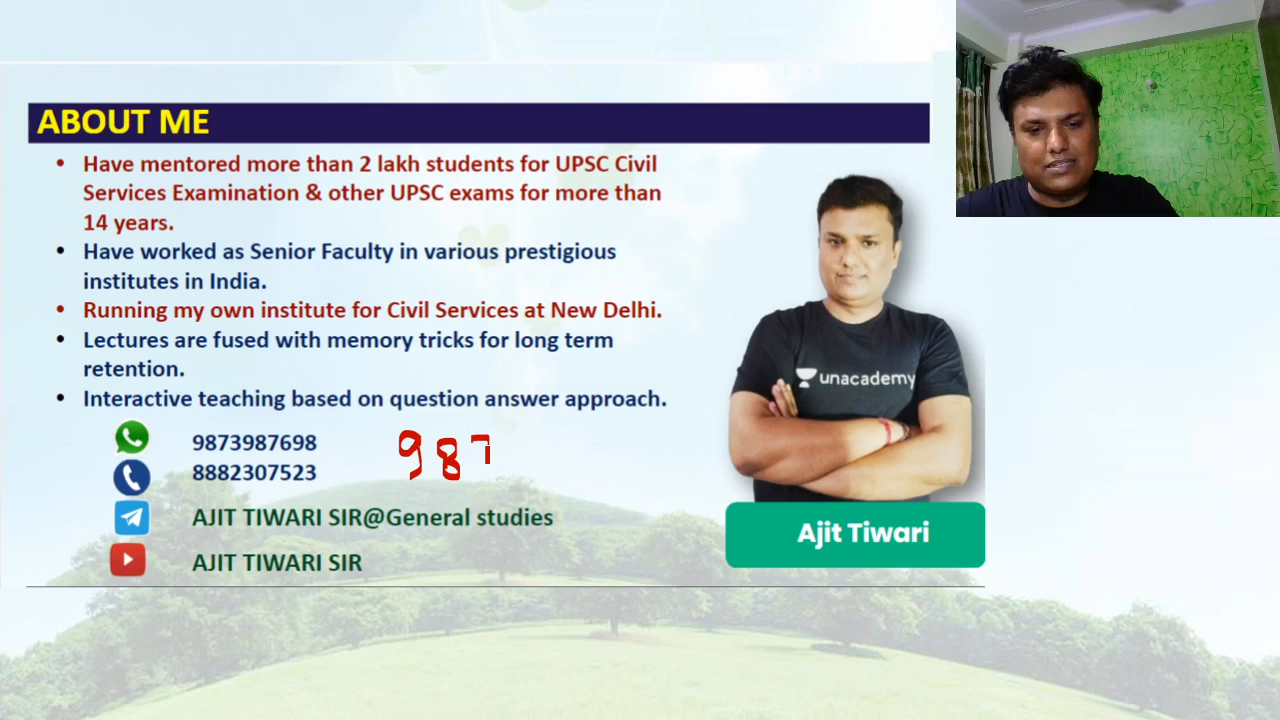 ABOUT ME
• Have mentored more than 2 lakh students for UPSC Civil
Services Examination & other UPSC exams for more than
14 years.
• Have worked as Senior Faculty in various prestigious
institutes in India.
• Running my own institute for Civil Services at New Delhi.
• Lectures are fused with memory tricks for long term
retention.
• Interactive teaching based on question answer approach.
9873987698
8882307523
987
AJIT TIWARI SIR@General studies
AJIT TIWARI SIR
unacademy
Ajit Tiwari